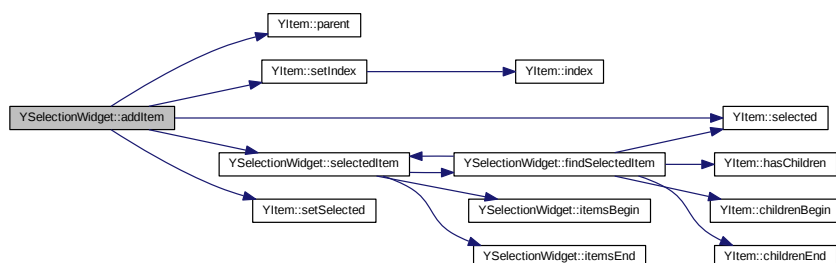 YItem::parent
YItem::setIndex
YItem::index
YSelectionWidget::addItem
YItem::selected
YSelectionWidget::selectedItem
YSelectionWidget::findSelectedItem
YItem::hasChildren
YItem::setSelected
YSelectionWidget::itemsBegin
YItem::childrenBegin
YSelectionWidget::itemsEnd
YItem::childrenEnd